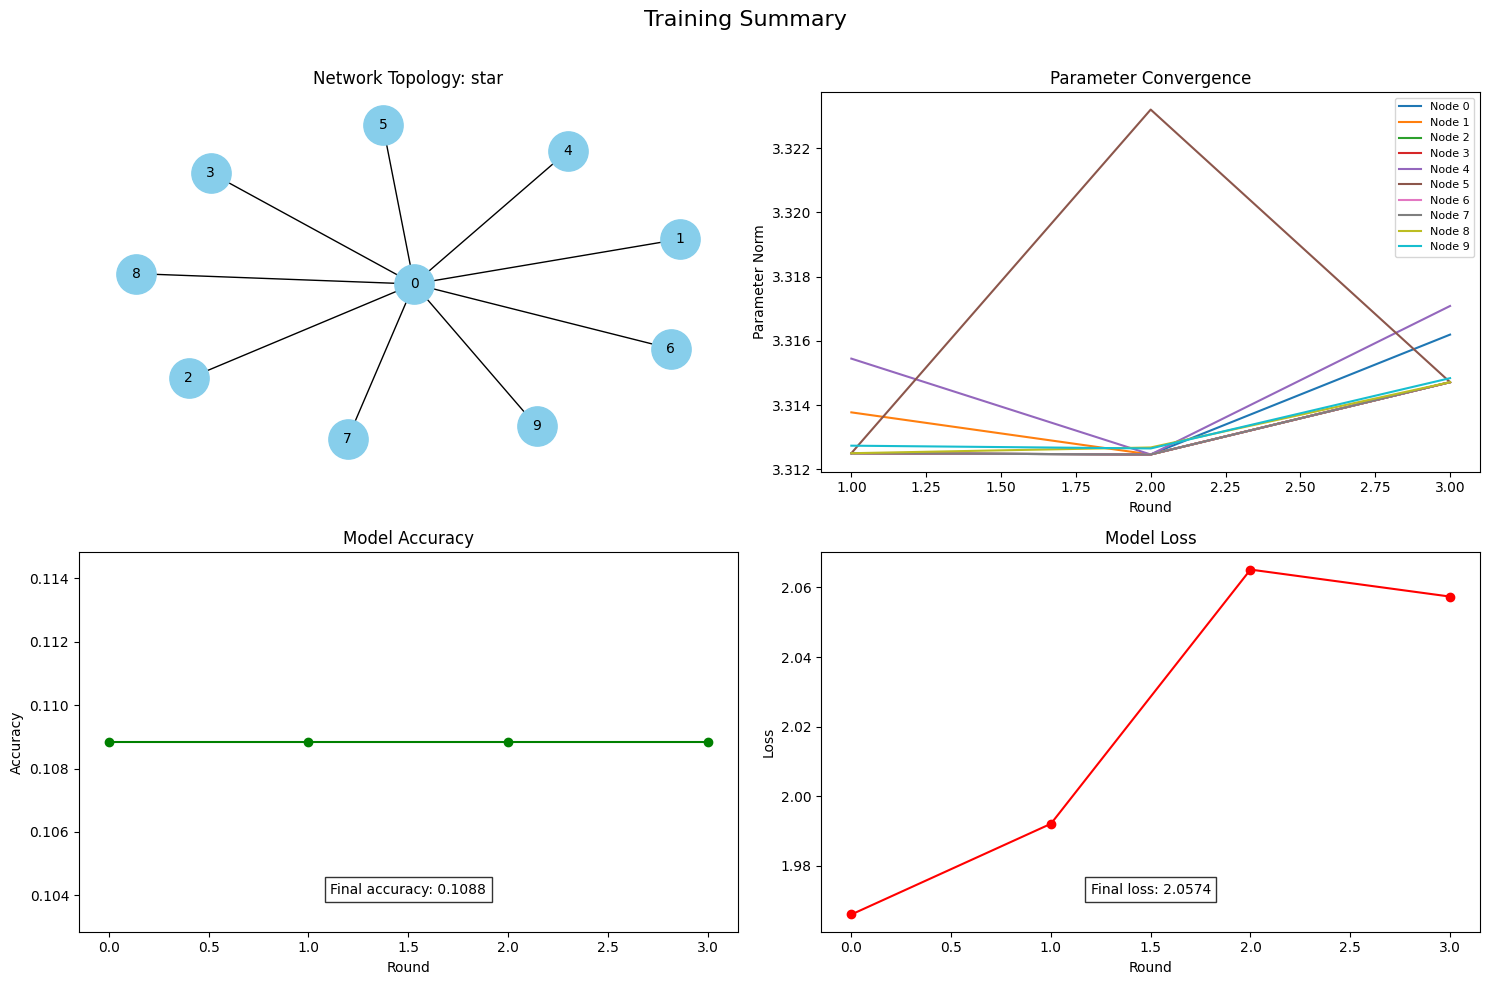 Training Summary
Network Topology: star
5
4
3
1
8
0
6
2
9
7
Parameter Convergence
Parameter Norm
3.322
3.320
3.318
3.316
3.314
3.312
1.00 1.25 1.50 1.75 2.00 2.25 2.50 2.75 3.00
Round
Node 0
Node 1
Node 2
Node 3
Node 4
Node 5
Node 6
Node 7
Node 8
Node 9
Model Accuracy
Accuracy
0.114
0.112
0.110
0.108
0.106
0.104
Final accuracy: 0.1088
0.0 0.5 1.0 1.5 2.0 2.5 3.0
Round
Model Loss
Loss
2.06
2.04
2.02
2.00
1.98
Final loss: 2.0574
0.0 0.5 1.0 1.5 2.0 2.5 3.0
Round